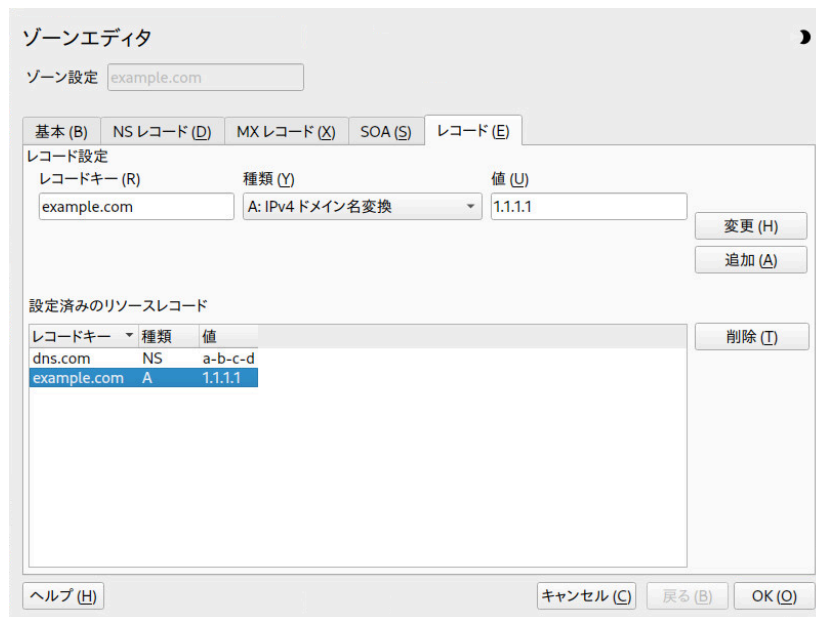 ゾーンエディタ
ゾーン設定 example.com
基本 (B) NS レコード (D) MX レコード (X) SOA (S) レコード (E)
レコード設定
レコードキー (R) 種類 (Y) 値 (U)
example.com A: IPv4 ドメイン名変換 1.1.1.1
変更 (H)
追加 (A)
設定済みのリソースレコード
レコードキー 種類 値
削除 (T)
dns.com NS a-b-c-d
example.com A 1.1.1.1
ヘルプ (H) キャンセル (C) 戻る (B) OK (O)